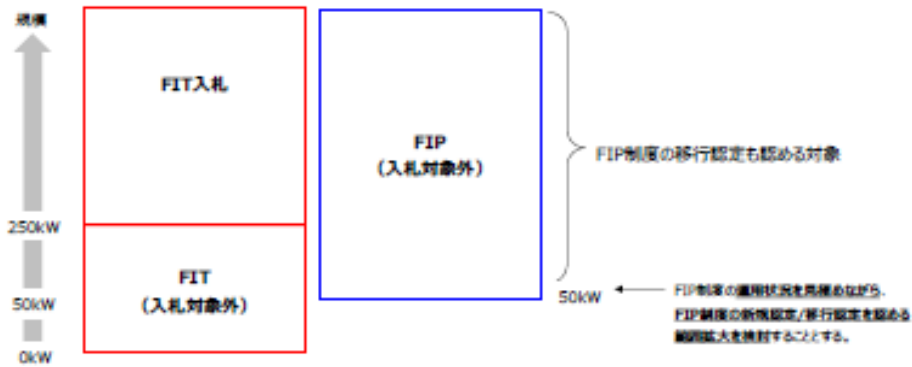 規模
FIT入札
FIP
(入札対象外)
FIP制度の移行認定も認める対象
250kW
FIT
(入札対象外)
50kW
50kW
FIP制度の運用状況を見極めながら、
FIP制度の新規認定/移行認定を認める
範囲拡大を検討することとする。
0kW